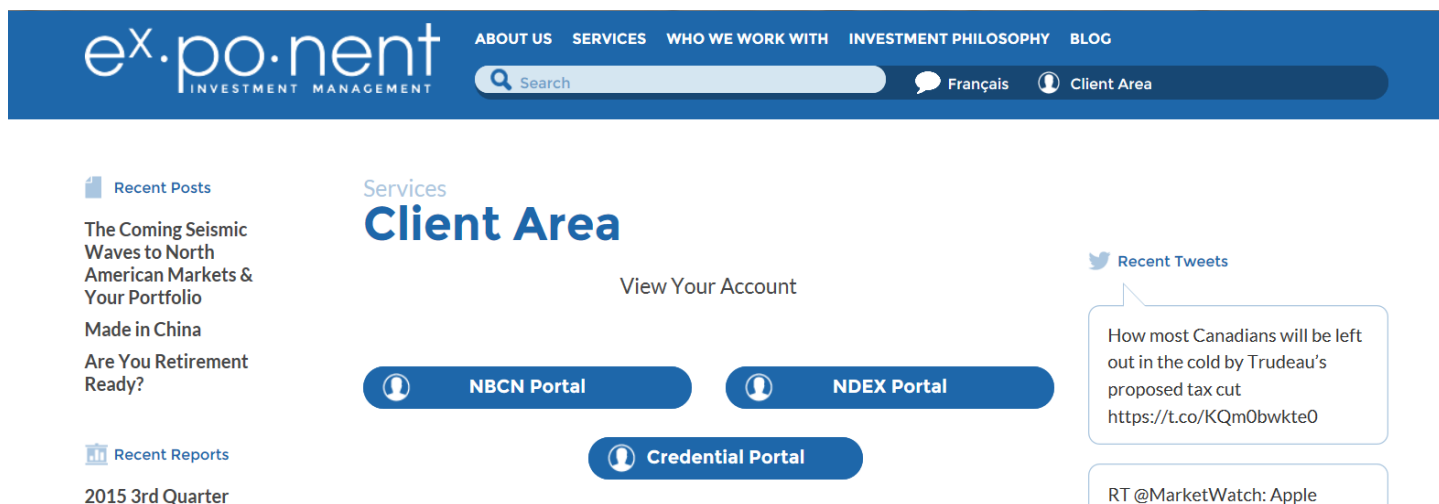 ex·po·nent
INVESTMENT MANAGEMENT
ABOUT US SERVICES WHO WE WORK WITH INVESTMENT PHILOSOPHY BLOG
Search
Français
Client Area
Recent Posts
The Coming Seismic
Waves to North
American Markets &
Your Portfolio
Made in China
Are You Retirement
Ready?
Recent Reports
2015 3rd Quarter
Services
Client Area
View Your Account
NBCN Portal
NDEX Portal
Credential Portal
Recent Tweets
How most Canadians will be left
out in the cold by Trudeau's
proposed tax cut
https://t.co/KQm0bwkte0
RT @MarketWatch: Apple